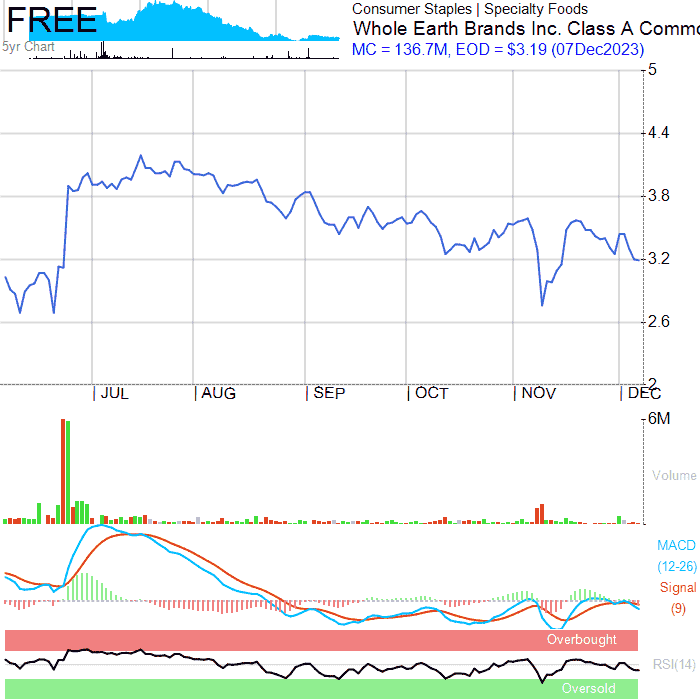 FREE
5yr Chart
Consumer Staples | Specialty Foods
Whole Earth Brands Inc. Class A Commo
MC = 136.7M, EOD = $3.19 (07Dec2023)
5
4.4
3.8
3.2
2.6
2
JUL AUG SEP OCT NOV DEC
6M
Volume
MACD
(12-26)
Signal
(9)
Overbought
RSI(14)
Oversold